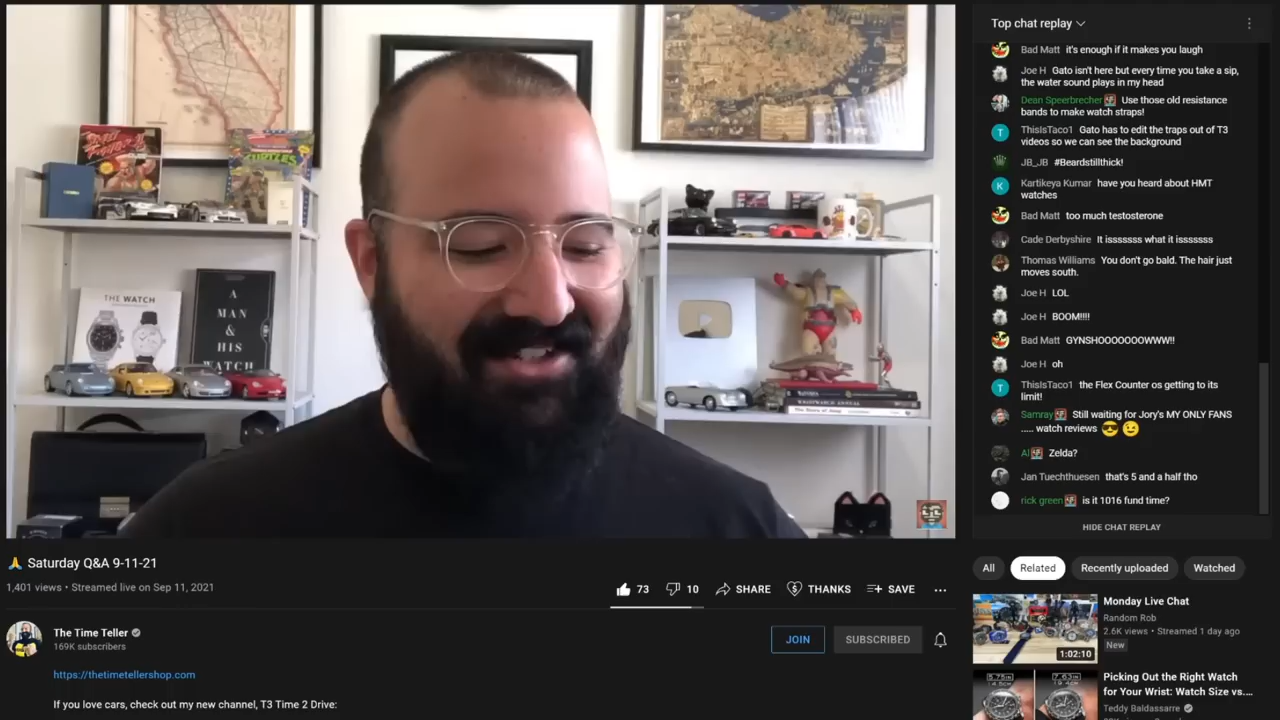 Top chat replay
Bad Matt it's enough if it makes you laugh
Joe H Gato isn't here but every time you take a sip,
the water sound plays in my head
Dean Speerbrecher Use those old resistance
bands to make watch straps!
ThisIsTaco1 Gato has to edit the traps out of T3
videos so we can see the background
JB_JB #Beardstillthick!
Kartikeya Kumar have you heard about HMT
watches
Bad Matt too much testosterone
Cade Derbyshire It isssssss what it isssssss
Thomas Williams You don't go bald. The hair just
moves south.
Joe H LOL
Joe H BOOM!!!!
Bad Matt GYNSHOOOOOOOWWW!!
Joe H oh
ThisIsTaco1 the Flex Counter os getting to its
limit!
Samray Still waiting for Jory's MY ONLY FANS
..... watch reviews
Al Zelda?
Jan Tuechthuesen that's 5 and a half tho
rick green is it 1016 fund time?
HIDE CHAT REPLAY
TURTLES
THE WATCH
A
MAN
&
HIS
WATCH
Saturday Q&A 9-11-21
1,401 views • Streamed live on Sep 11, 2021
73
10
SHARE
THANKS
SAVE
The Time Teller
169K subscribers
JOIN
SUBSCRIBED
https://thetimetellershop.com
If you love cars, check out my new channel, T3 Time 2 Drive:
All
Related
Recently uploaded
Watched
Monday Live Chat
Random Rob
2.6K views • Streamed 1 day ago
New
1:02:10
Picking Out the Right Watch
for Your Wrist: Watch Size vs....
Teddy Baldassarre
5.75in
14.5cm
7.63in
19.4cm